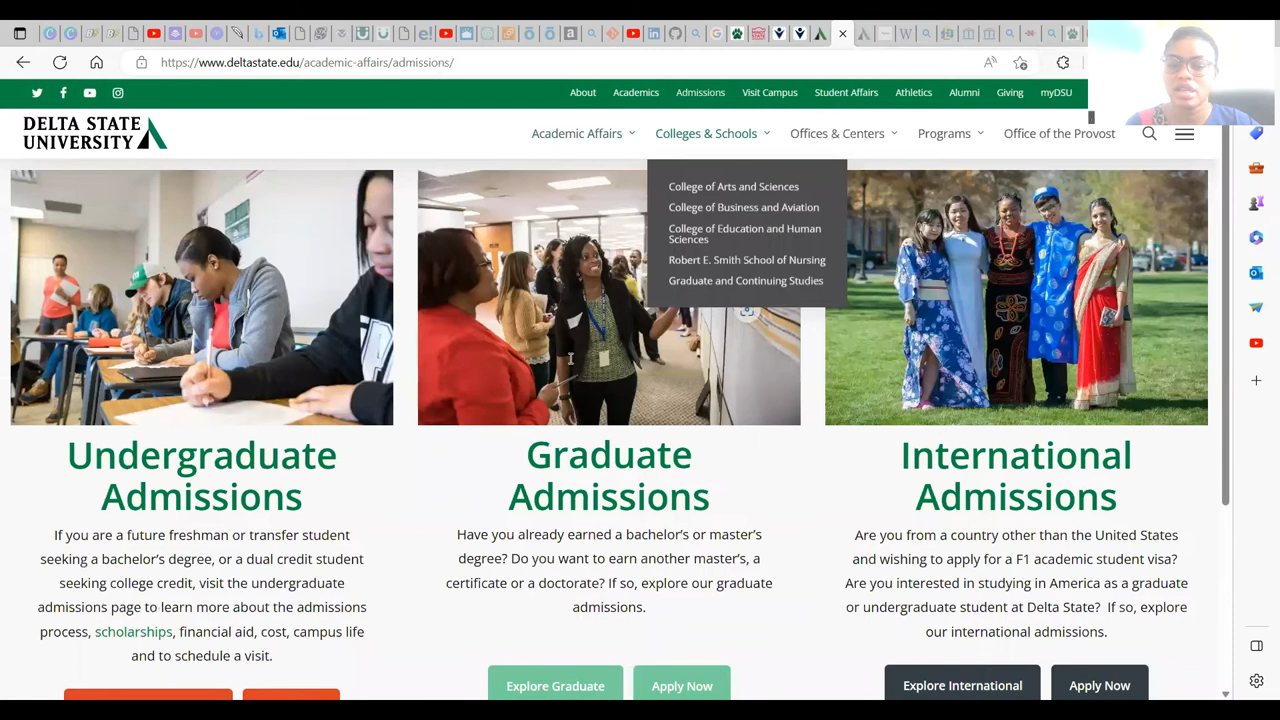 https://www.deltastate.edu/academic-affairs/admissions/
About Academics Admissions Visit Campus Student Affairs Athletics Alumni Giving myDSU
DELTA STATE
UNIVERSITY
Academic Affairs Colleges & Schools Offices & Centers Programs Office of the Provost
College of Arts and Sciences
College of Business and Aviation
College of Education and Human
Sciences
Robert E. Smith School of Nursing
Graduate and Continuing Studies
Undergraduate
Admissions
If you are a future freshman or transfer student
seeking a bachelor's degree, or a dual credit student
seeking college credit, visit the undergraduate
admissions page to learn more about the admissions
process, scholarships, financial aid, cost, campus life
and to schedule a visit.
Graduate
Admissions
Have you already earned a bachelor's or master's
degree? Do you want to earn another master's, a
certificate or a doctorate? If so, explore our graduate
admissions.
Explore Graduate
Apply Now
International
Admissions
Are you from a country other than the United States
and wishing to apply for a F1 academic student visa?
Are you interested in studying in America as a graduate
or undergraduate student at Delta State? If so, explore
our international admissions.
Explore International
Apply Now